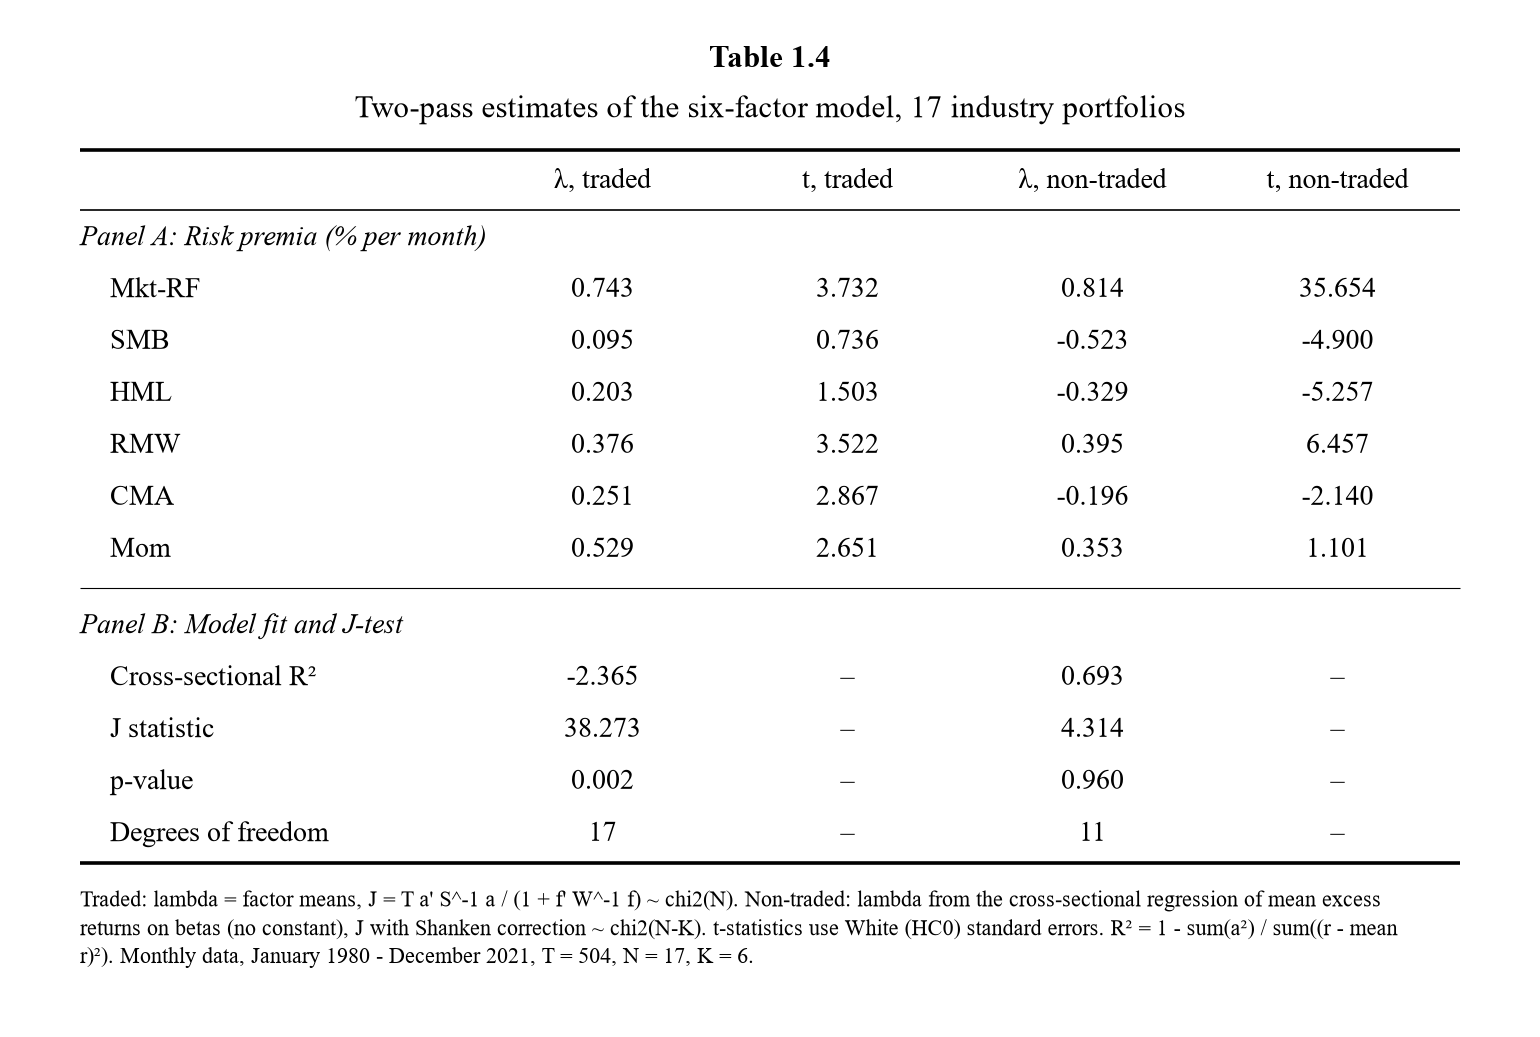 Table 1.4
Two-pass estimates of the six-factor model, 17 industry portfolios
λ, traded t, traded λ, non-traded t, non-traded
Panel A: Risk premia (% per month)
Mkt-RF 0.743 3.732 0.814 35.654
SMB 0.095 0.736 -0.523 -4.900
HML 0.203 1.503 -0.329 -5.257
RMW 0.376 3.522 0.395 6.457
CMA 0.251 2.867 -0.196 -2.140
Mom 0.529 2.651 0.353 1.101
Panel B: Model fit and J-test
Cross-sectional R² -2.365 – 0.693 –
J statistic 38.273 – 4.314 –
p-value 0.002 – 0.960 –
Degrees of freedom 17 – 11 –
Traded: lambda = factor means, J = T a' S^-1 a / (1 + f' W^-1 f) ~ chi2(N). Non-traded: lambda from the cross-sectional regression of mean excess
returns on betas (no constant), J with Shanken correction ~ chi2(N-K). t-statistics use White (HC0) standard errors. R² = 1 - sum(a²) / sum((r - mean
r)²). Monthly data, January 1980 - December 2021, T = 504, N = 17, K = 6.